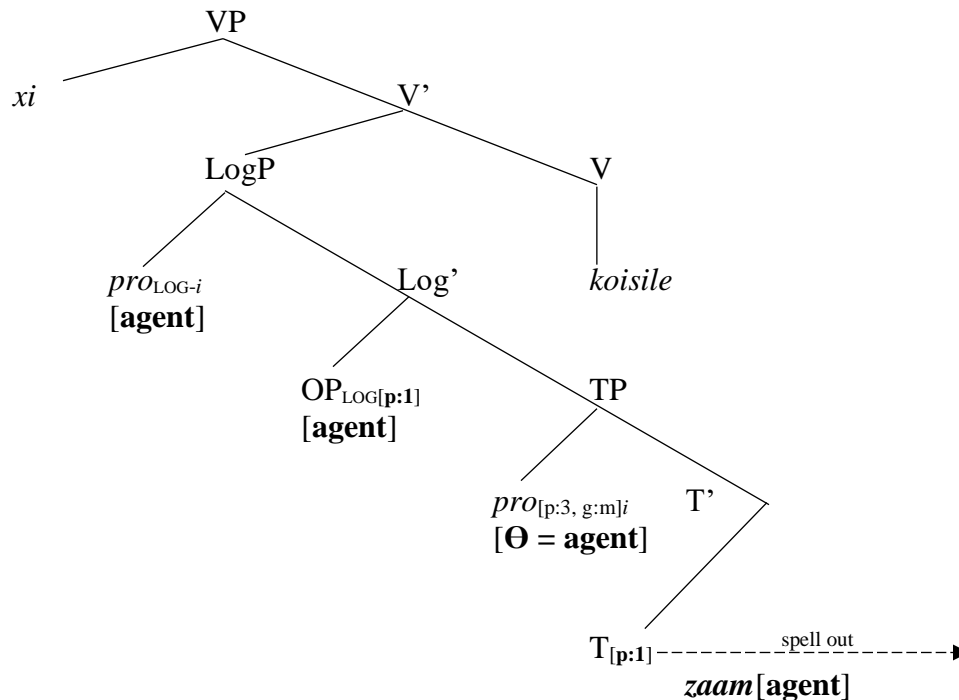 VP
xi
V’
LogP
V
proLOG-i
[agent]
Log’
koisile
OPLOG[p:1]
[agent]
TP
pro[p:3, g:m]i
[ϴ = agent]
T’
T[p:1]
spell out
zaam[agent]